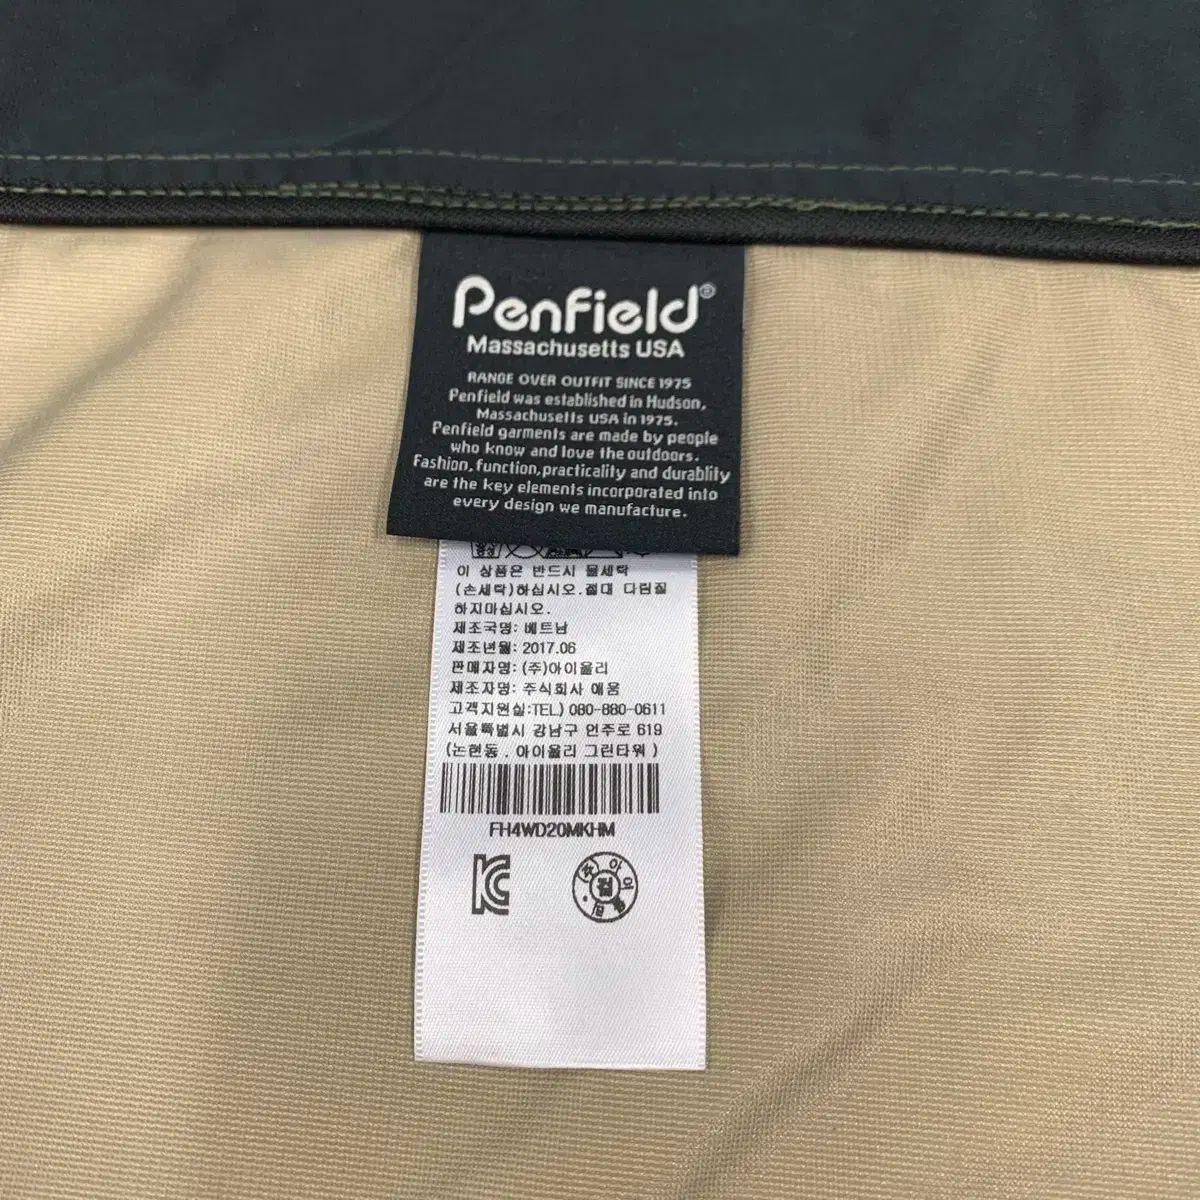 Penfield®
Massachusetts USA
RANGE OVER OUTFIT SINCE 1975
Penfield was established in Hudson,
Massachusetts USA in 1975.
Penfield garments are made by people
who know and love the outdoors.
Fashion, function, practicality and durablity
are the key elements incorporated into
every design we manufacture.
이 상품은 반드시 물세탁
(손세탁)하십시오.절대 다림질
하지마십시오.
제조국명: 베트남
제조년월: 2017.06
판매자명: (주)아이올리
제조자명: 주식회사 애움
고객지원실:TEL) 080-880-0611
서울특별시 강남구 언주로 619
(논현동 . 아이올리 그린타워 )
FH4WD20MKHM
KC